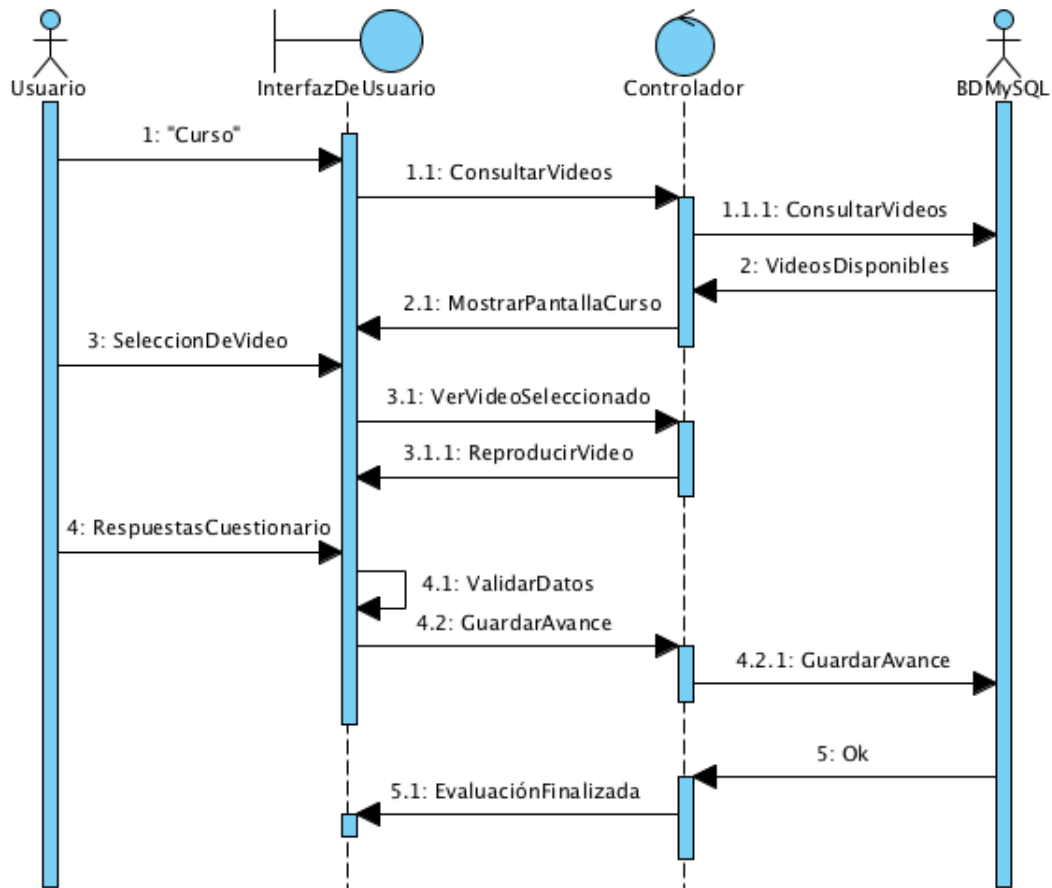 Usuario
InterfazDeUsuario
Controlador
BDMySQL
1: "Curso"
1.1: ConsultarVideos
1.1.1: ConsultarVideos
2: VideosDisponibles
2.1: MostrarPantallaCurso
3: SeleccionDeVideo
3.1: VerVideoSeleccionado
3.1.1: ReproducirVideo
4: RespuestasCuestionario
4.1: ValidarDatos
4.2: GuardarAvance
4.2.1: GuardarAvance
5: Ok
5.1: EvaluaciónFinalizada